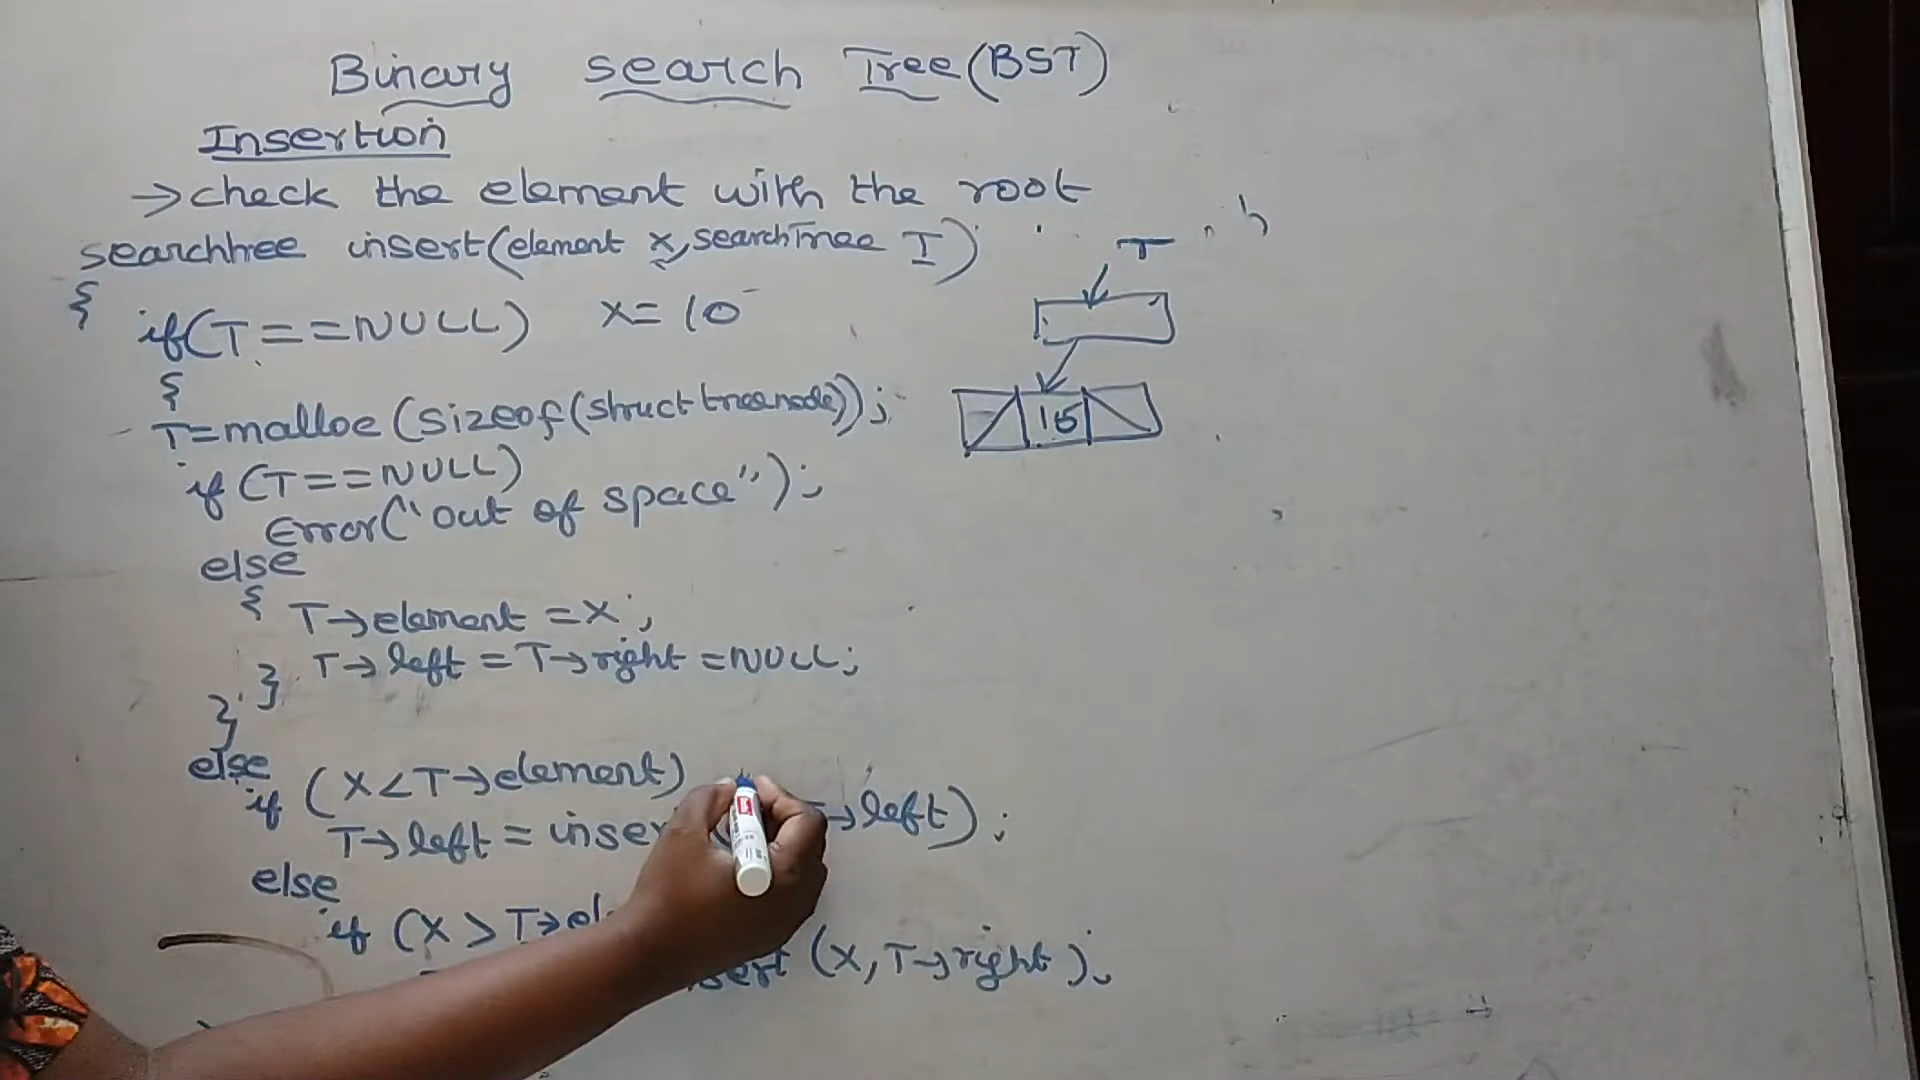 Binary search Tree (BST)
Insertion
→ check the element with the root
searchtree insert(element x, searchTree T)
{
if(T==NULL) x=10
{
T=malloc(sizeof(struct treenode));
if(T==NULL)
Error("out of space");
else
{ T→element = x;
T→left = T→right = NULL;
}
}
else
if (x<T→element)
T→left = T→left);
else
if (x>
(x, T→right);
T
15